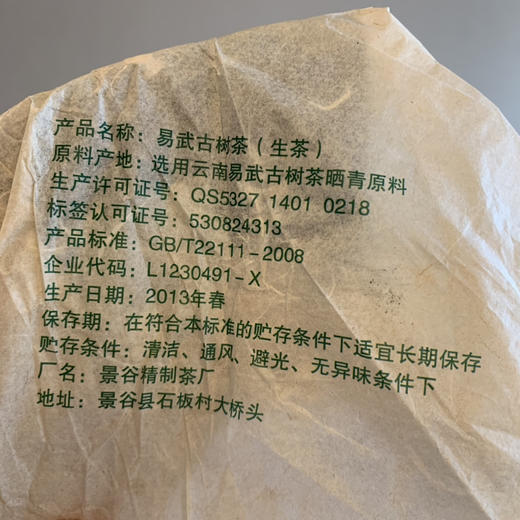 产品名称：易武古树茶（生茶）
原料产地：选用云南易武古树茶晒青原料
生产许可证号：QS5327 1401 0218
标签认可证号：530824313
产品标准：GB/T22111-2008
企业代码：L1230491-X
生产日期：2013年春
保存期：在符合本标准的贮存条件下适宜长期保存
贮存条件：清洁、通风、避光、无异味条件下
厂名：景谷精制茶厂
地址：景谷县石板村大桥头